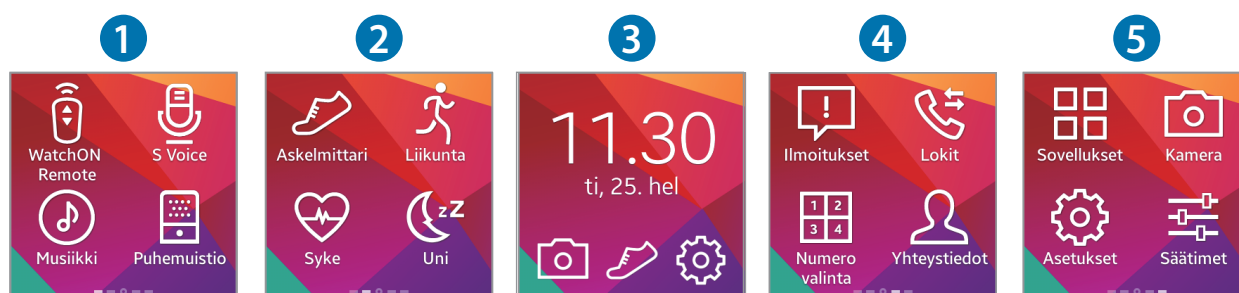 1
2
3
4
5
WatchON
Remote
S Voice
Musiikki
Puhemuistio
Askelmittari
Liikunta
Syke
zZ
Uni
11.30
ti, 25. hel
!
Ilmoitukset
Lokit
1 2
3 4
Numero
valinta
Yhteystiedot
Sovellukset
Kamera
Asetukset
Säätimet